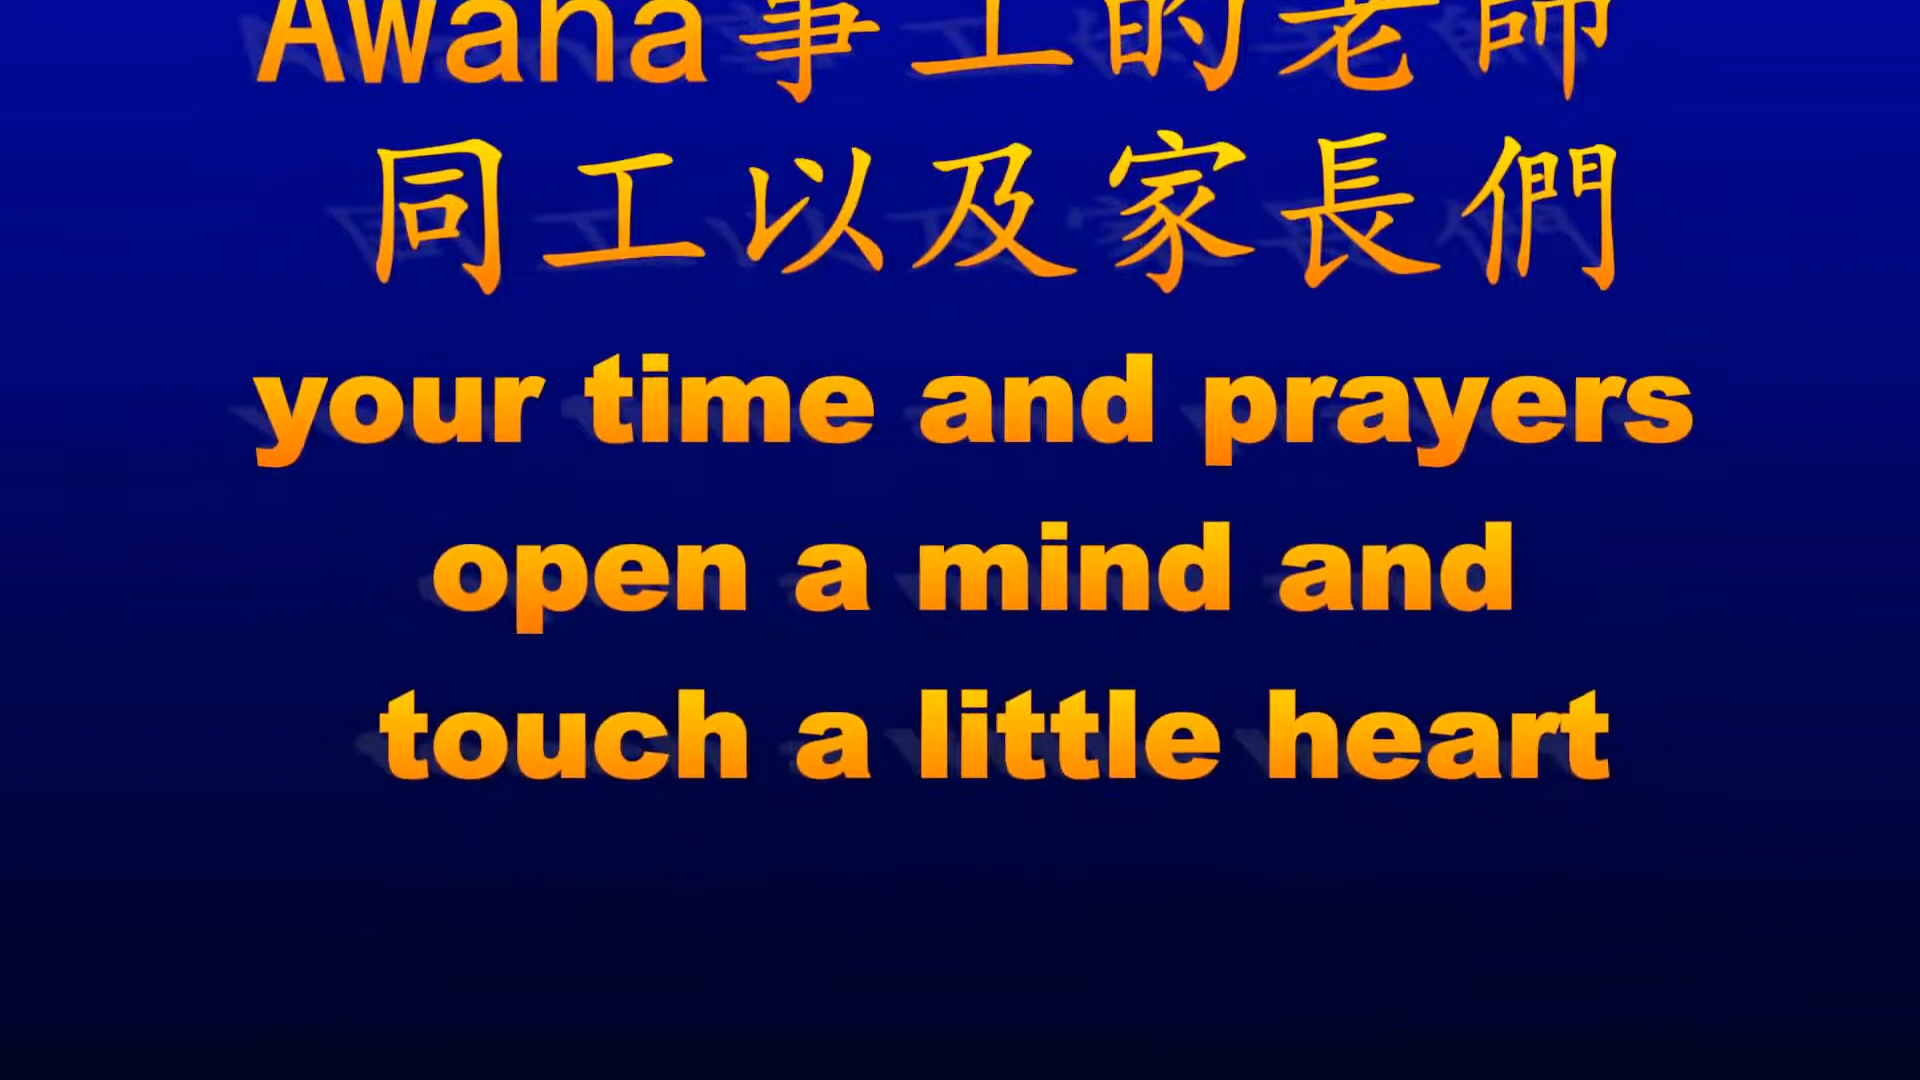 Awana事工的老師
同工以及家長們
your time and prayers
open a mind and
touch a little heart